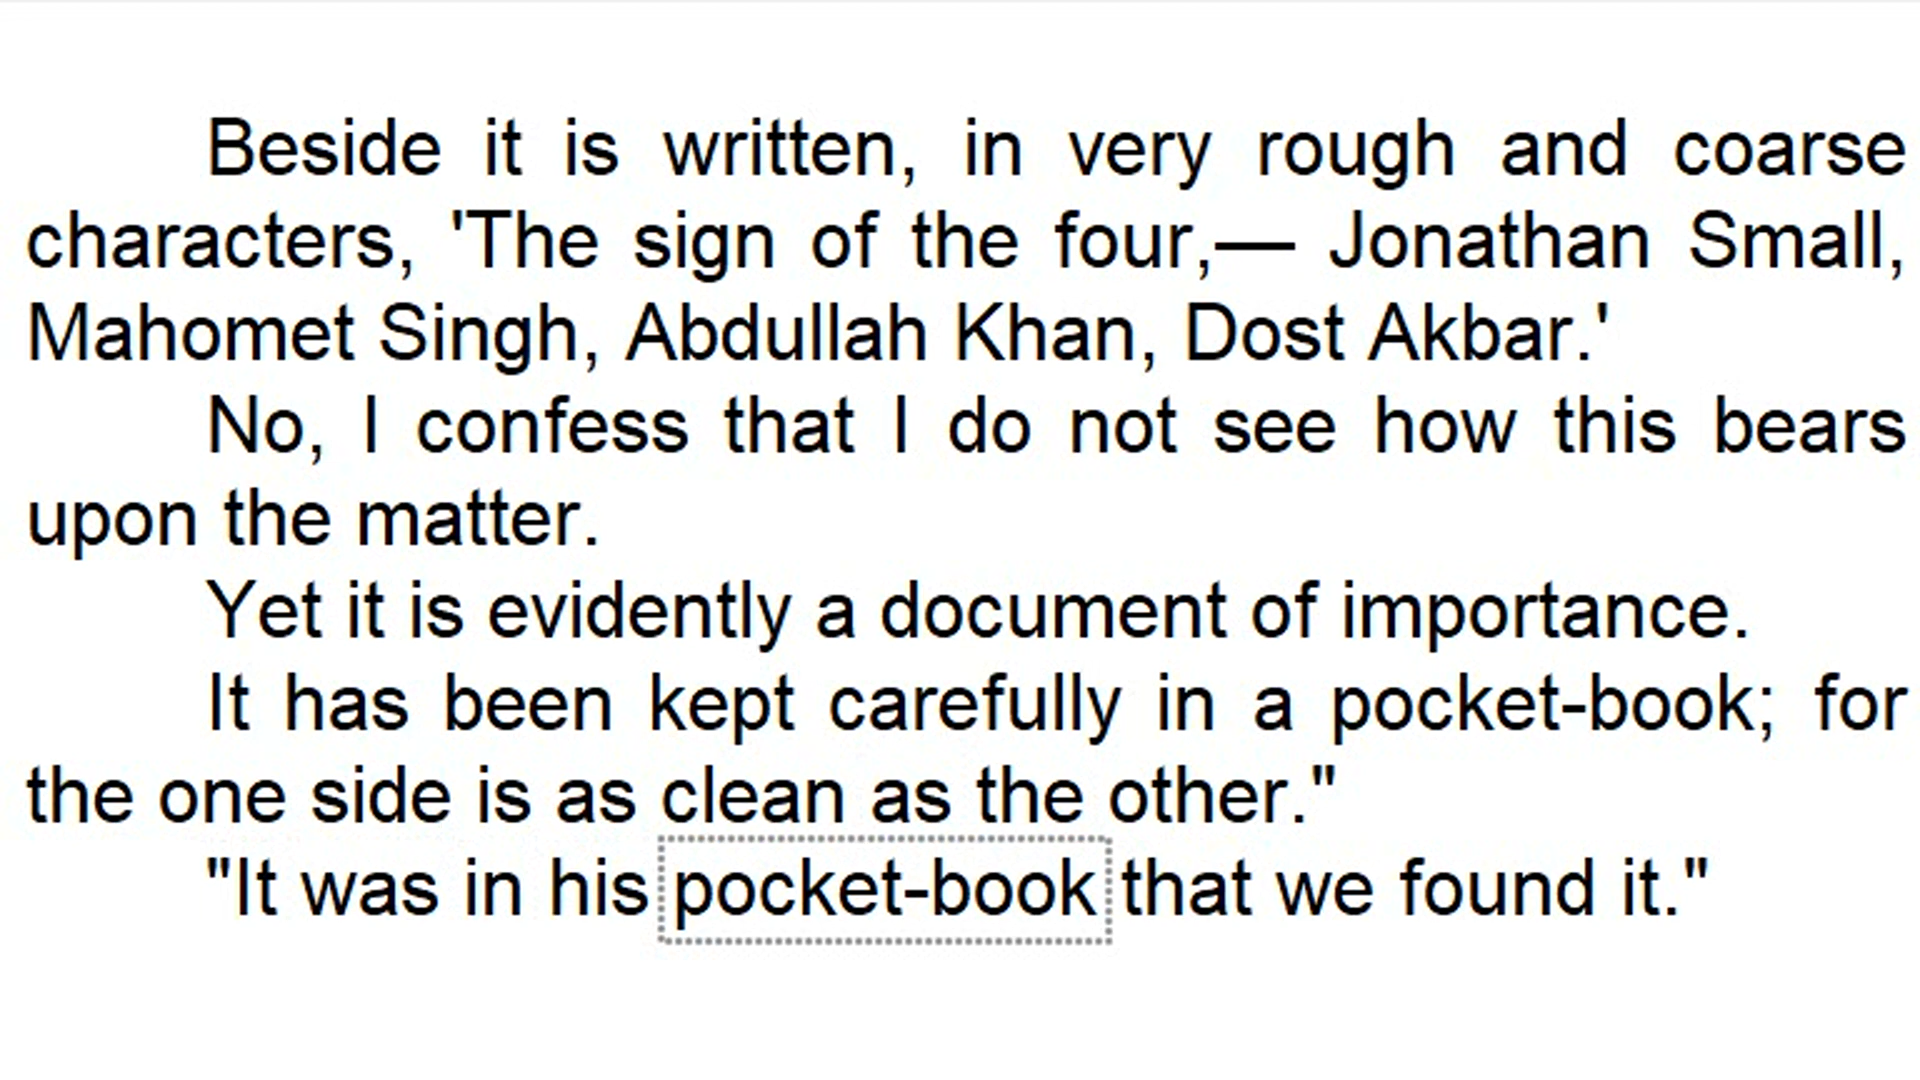 Beside it is written, in very rough and coarse
characters, 'The sign of the four,— Jonathan Small,
Mahomet Singh, Abdullah Khan, Dost Akbar.'
No, I confess that I do not see how this bears
upon the matter.
Yet it is evidently a document of importance.
It has been kept carefully in a pocket-book; for
the one side is as clean as the other."
"It was in his pocket-book that we found it."